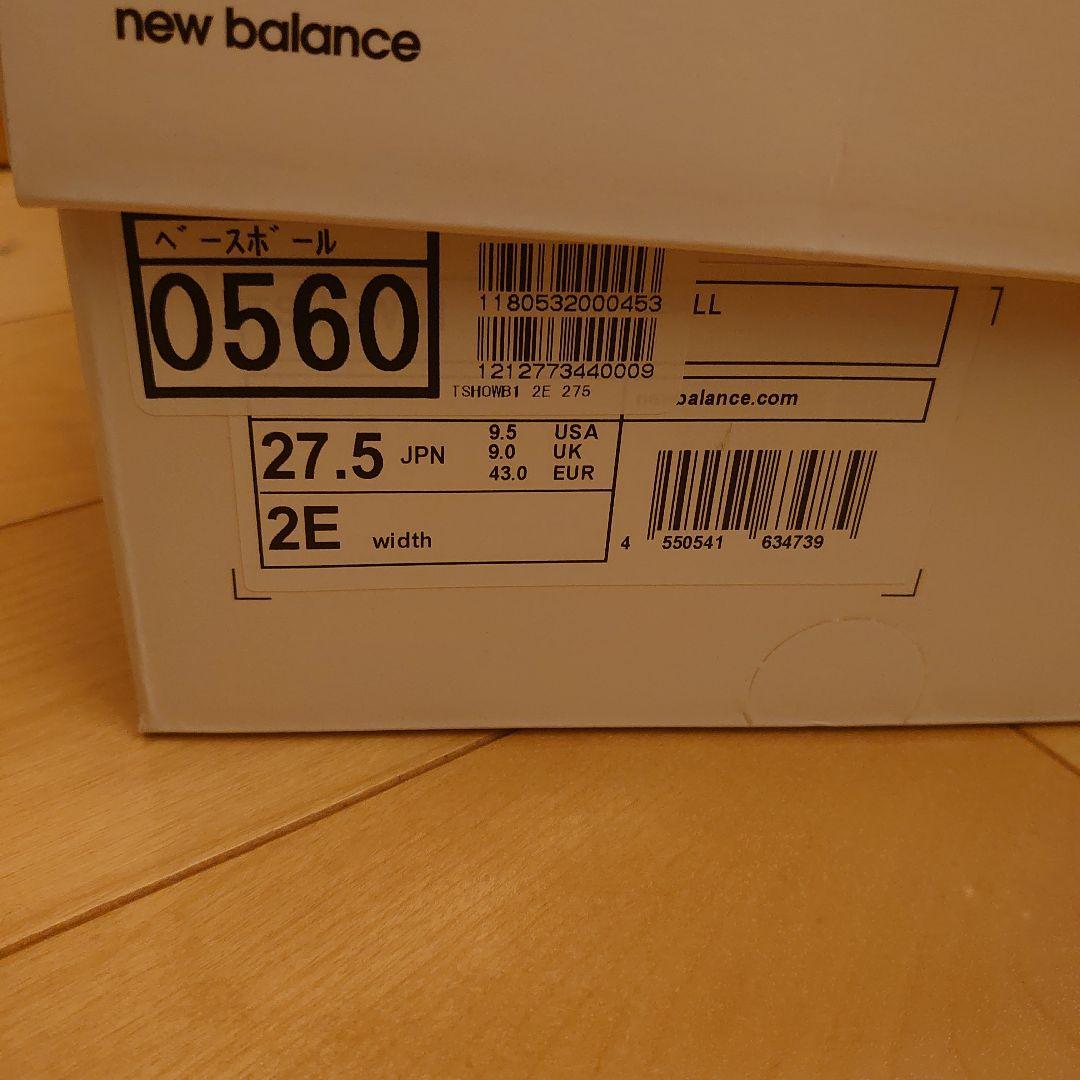 new balance
ベースボール
0560
1180532000453
1212773440009
TSHOWB1 2E 275
LL
newbalance.com
27.5 JPN
9.5 USA
9.0 UK
43.0 EUR
2E width
4 550541 634739